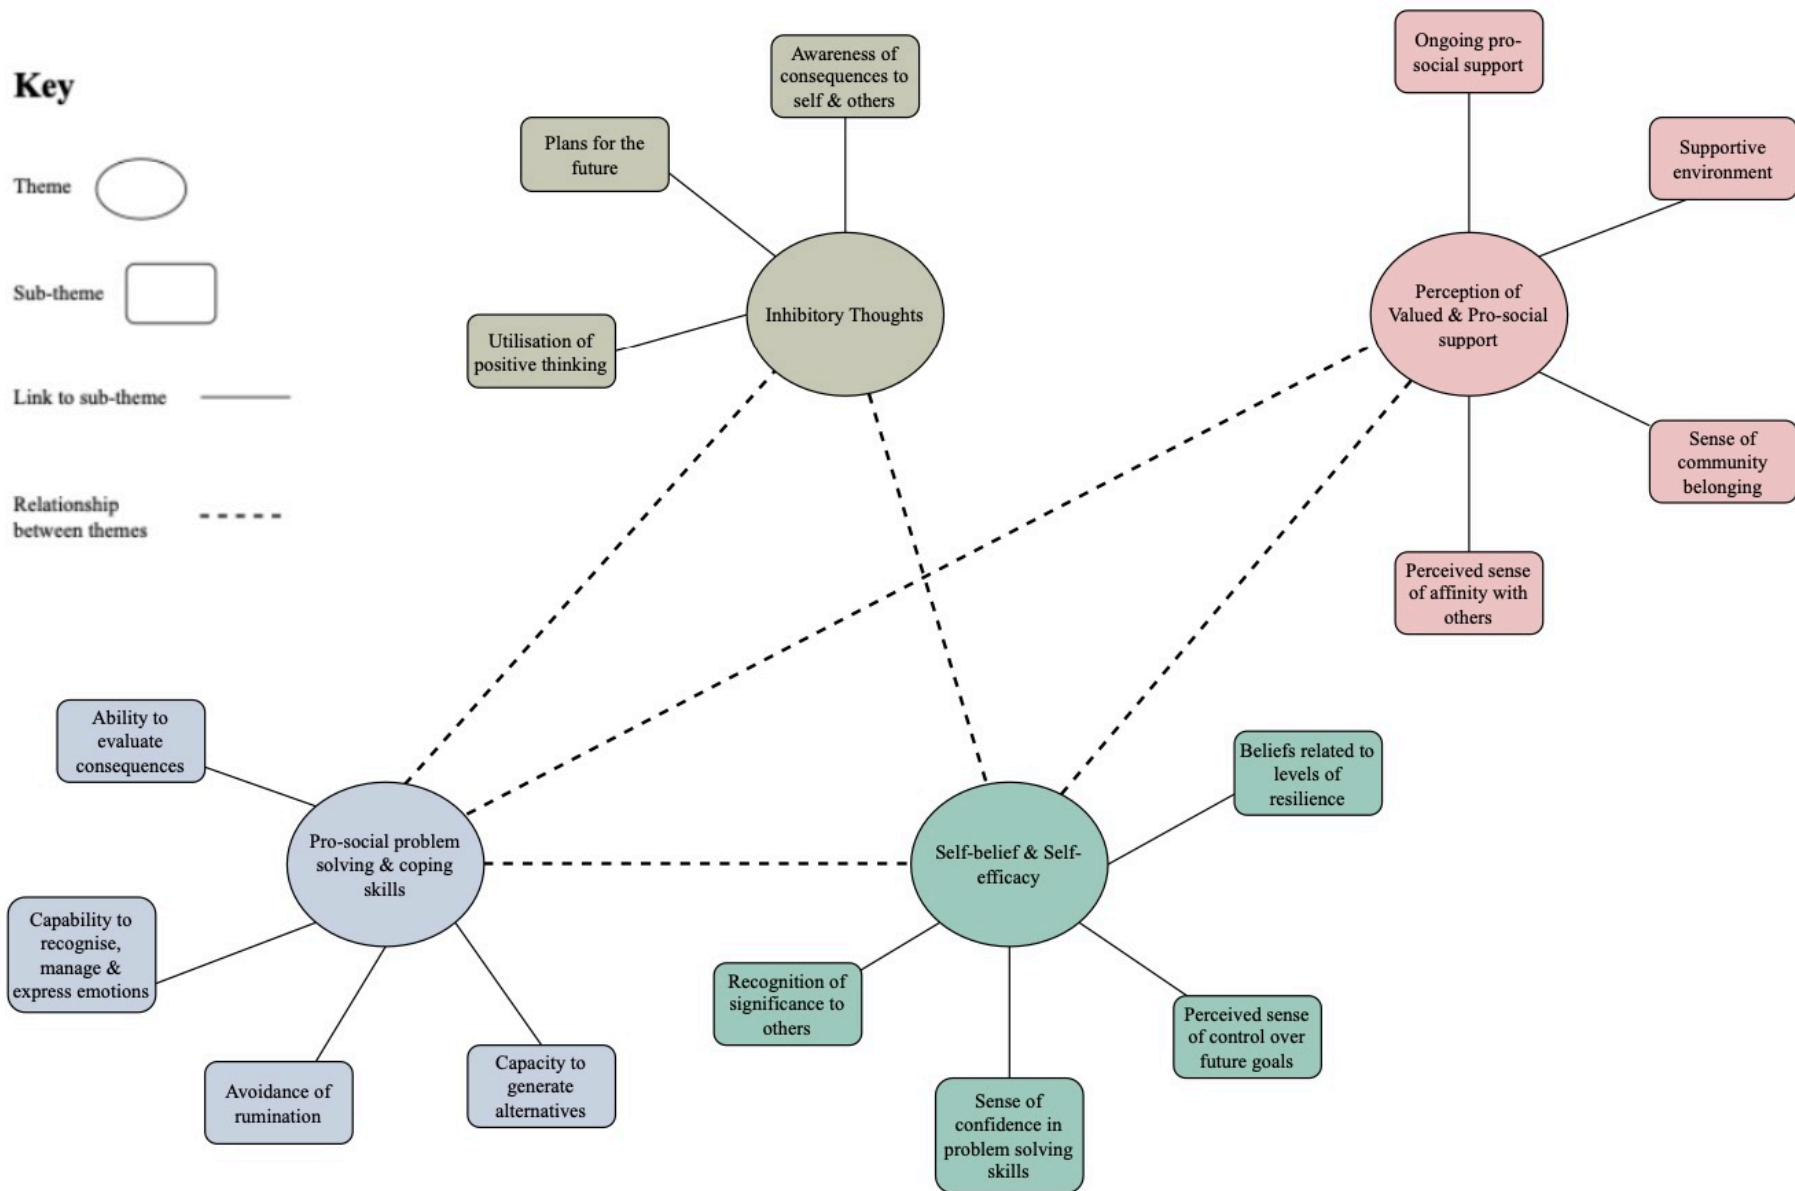 Key
Theme
Sub-theme
Link to sub-theme
Relationship
between themes
Awareness of
consequences to
self & others
Plans for the
future
Utilisation of
positive thinking
Inhibitory Thoughts
Ongoing pro-
social support
Supportive
environment
Perception of
Valued & Pro-social
support
Sense of
community
belonging
Perceived sense
of affinity with
others
Ability to
evaluate
consequences
Pro-social problem
solving & coping
skills
Capability to
recognise,
manage &
express emotions
Avoidance of
rumination
Capacity to
generate
alternatives
Beliefs related to
levels of
resilience
Self-belief & Self-
efficacy
Recognition of
significance to
others
Sense of
confidence in
problem solving
skills
Perceived sense
of control over
future goals